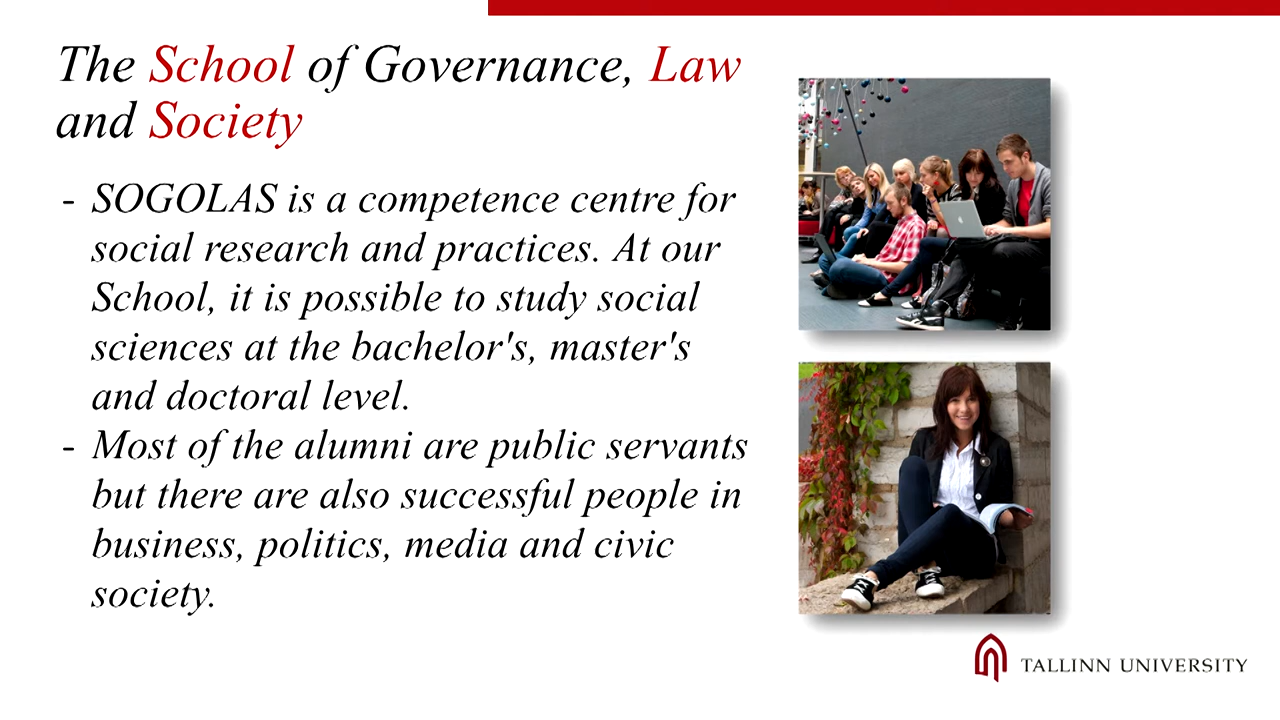 The School of Governance, Law
and Society
- SOGOLAS is a competence centre for
social research and practices. At our
School, it is possible to study social
sciences at the bachelor's, master's
and doctoral level.
- Most of the alumni are public servants
but there are also successful people in
business, politics, media and civic
society.
TALLINN UNIVERSITY